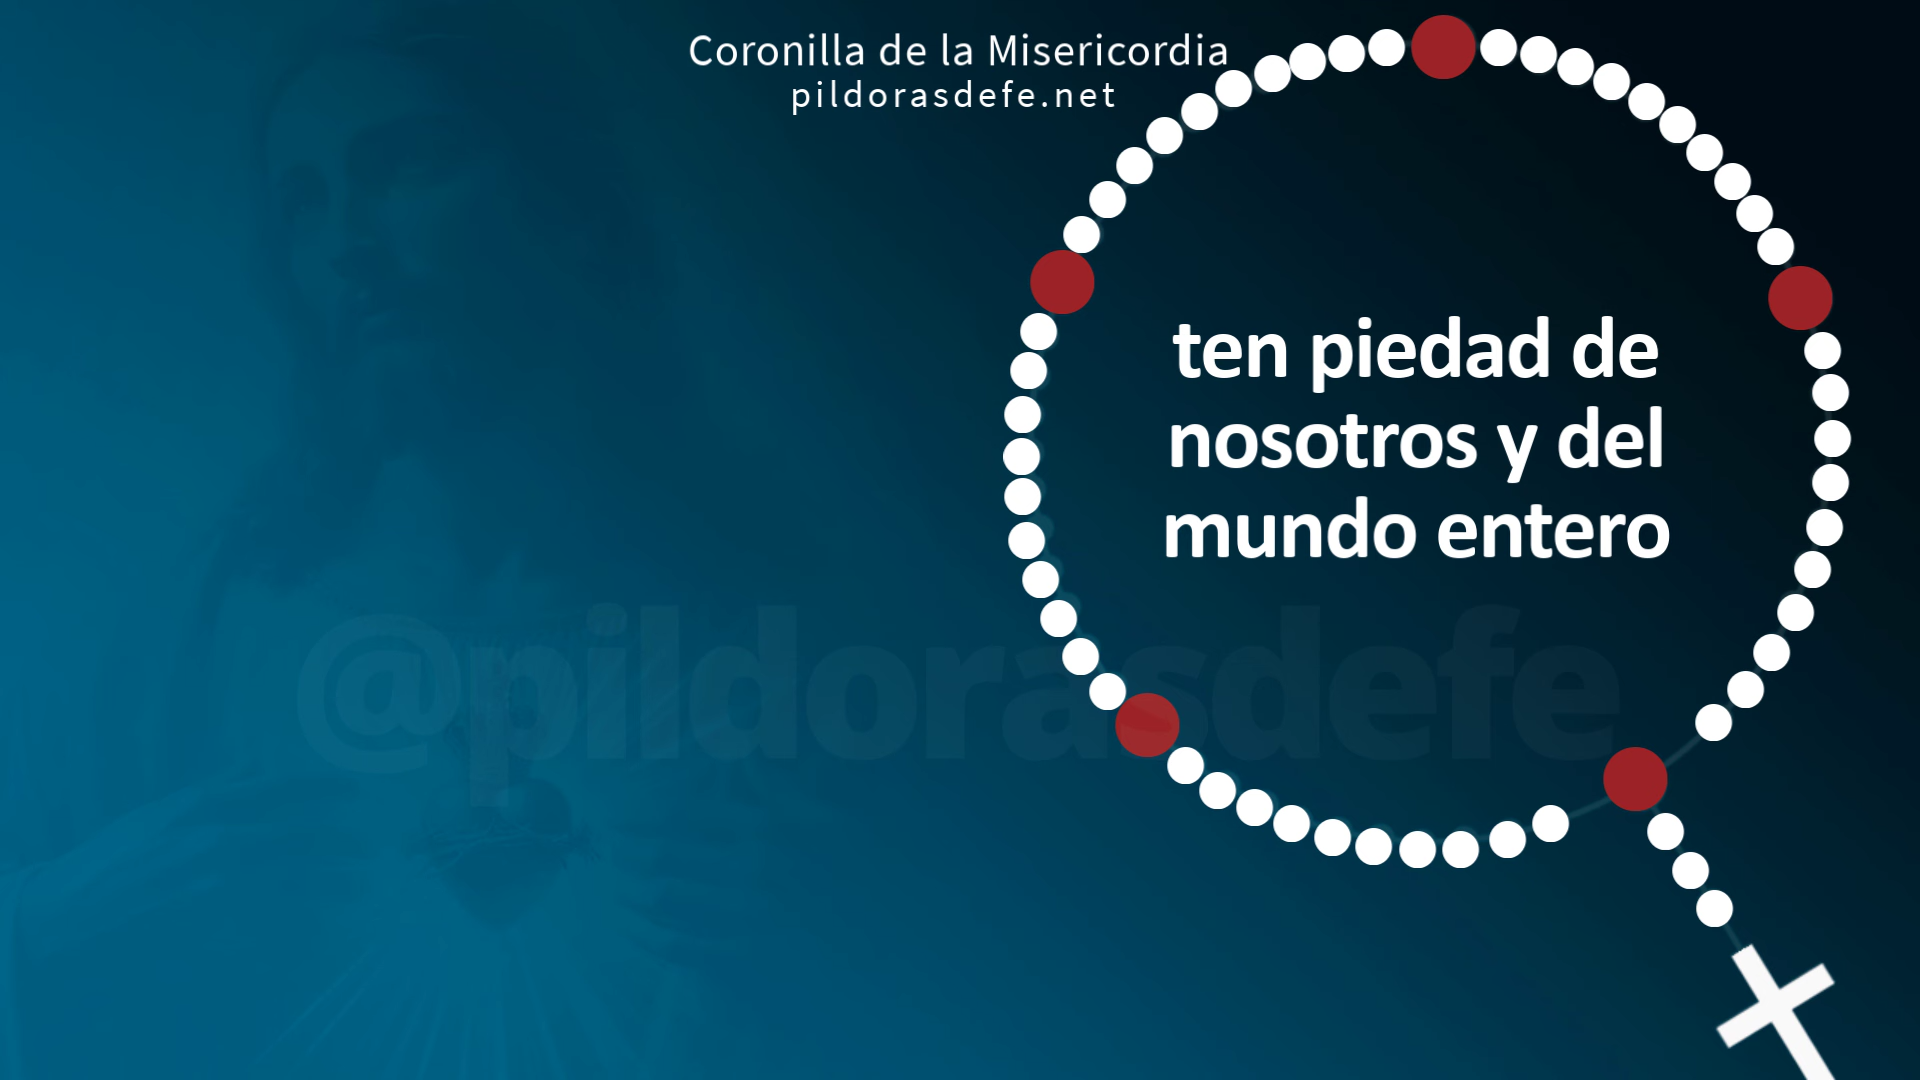 Coronilla de la Misericordia
pildorasdefe.net
ten piedad de
nosotros y del
mundo entero
@pildorasdefe